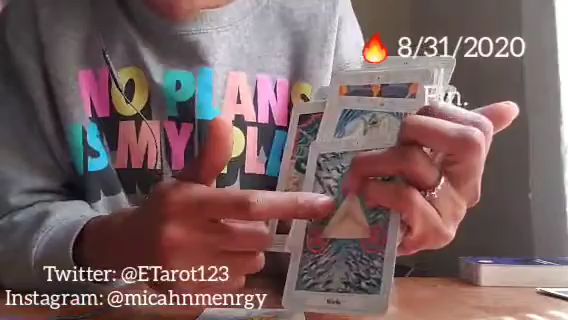 🔥 8/31/2020
NO PLANS
IS MY PL
Twitter: @ETarot123
Instagram: @micahnmenrgy